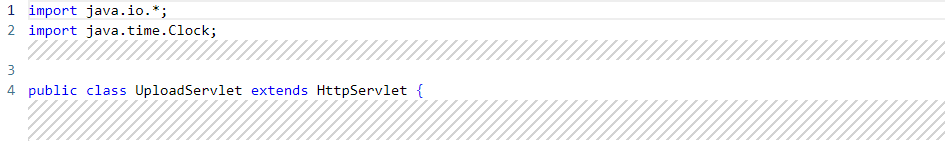 1 import java.io.*;
2 import java.time.Clock;
3
4 public class UploadServlet extends HttpServlet {